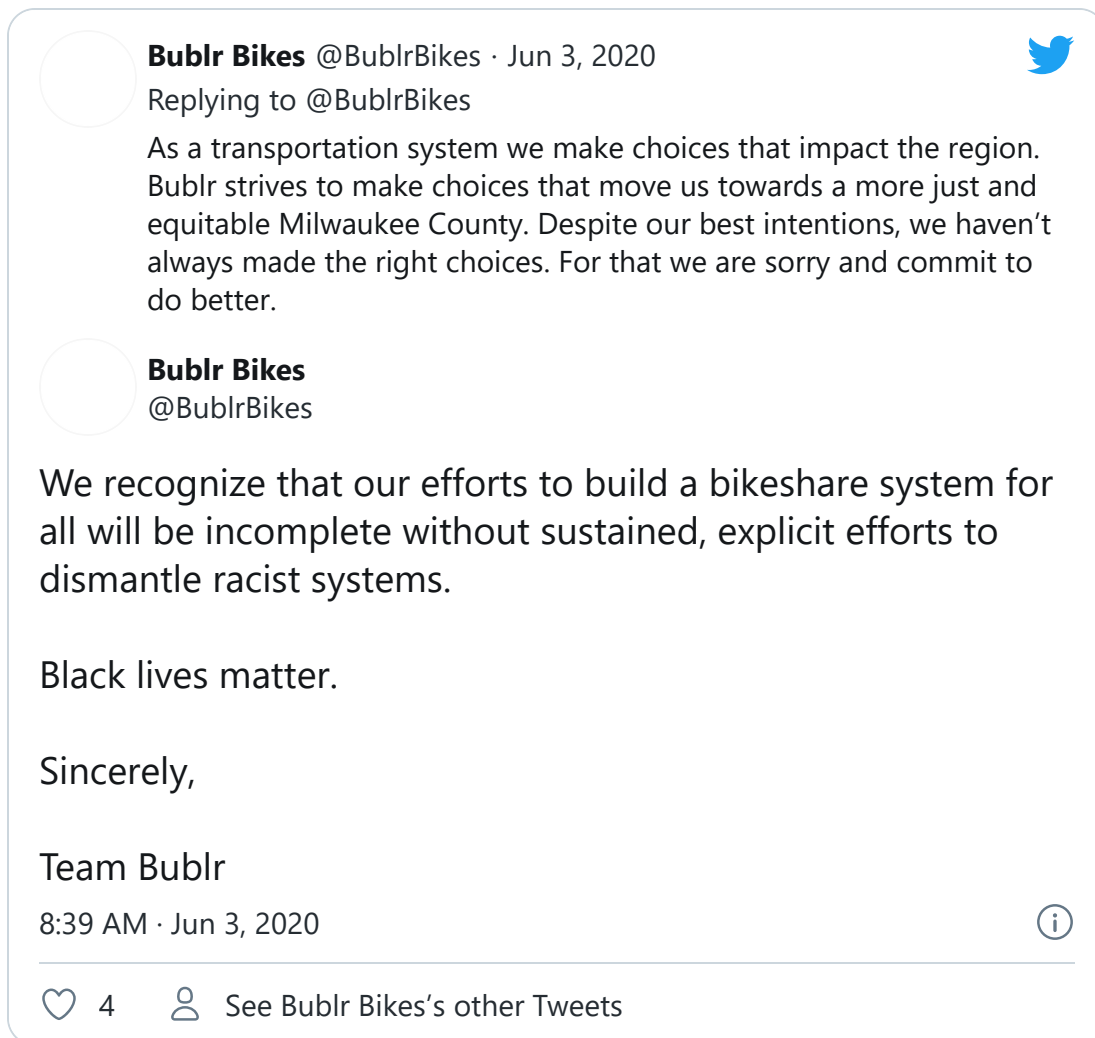 Bublr Bikes @BublrBikes · Jun 3, 2020
Replying to @BublrBikes
As a transportation system we make choices that impact the region.
Bublr strives to make choices that move us towards a more just and
equitable Milwaukee County. Despite our best intentions, we haven’t
always made the right choices. For that we are sorry and commit to
do better.
Bublr Bikes
@BublrBikes
We recognize that our efforts to build a bikeshare system for
all will be incomplete without sustained, explicit efforts to
dismantle racist systems.
Black lives matter.
Sincerely,
Team Bublr
8:39 AM · Jun 3, 2020
4 See Bublr Bikes’s other Tweets